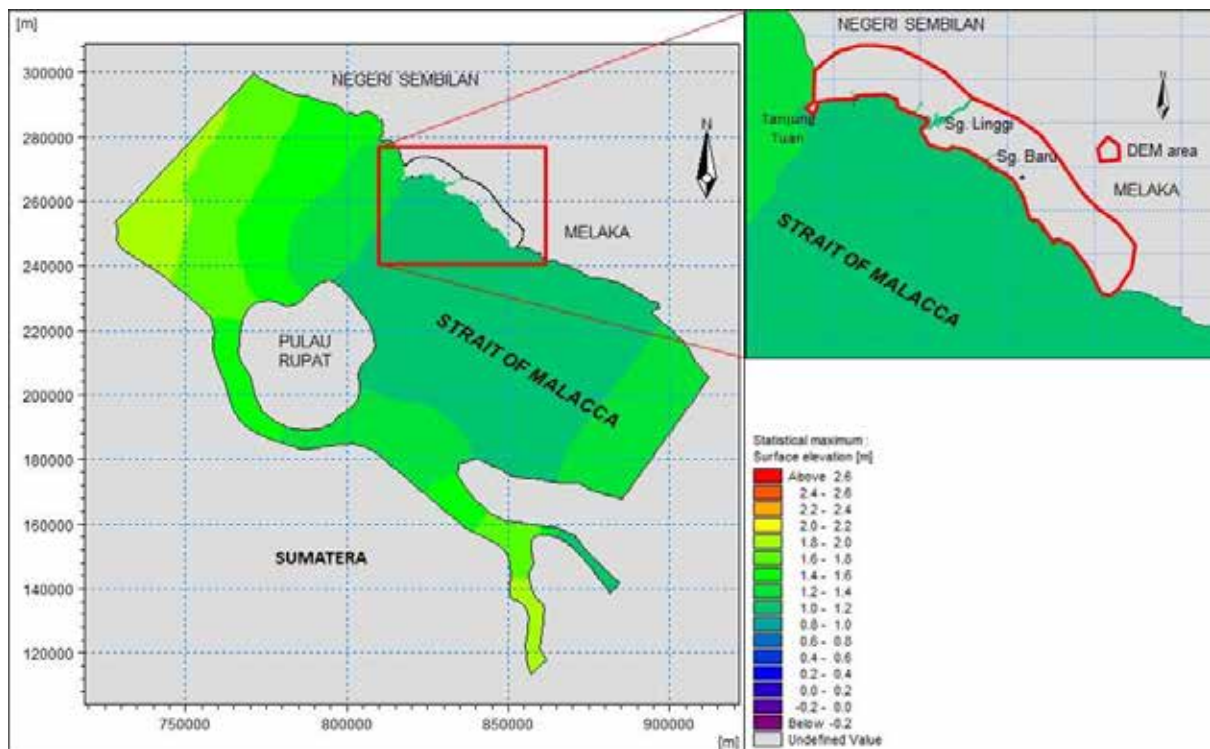 [m]
300000
280000
260000
240000
220000
200000
180000
160000
140000
120000
750000
800000
850000
900000
[m]
NEGERI SEMBILAN
N
MELAKA
PULAU
RUPAT
STRAIT OF MALACCA
SUMATERA
NEGERI SEMBILAN
N
Tanjung
Tuan
Sg. Linggi
Sg. Baru
DEM area
MELAKA
STRAIT OF MALACCA
Statistical maximum :
Surface elevation [m]
Above 2.6
2.4 - 2.6
2.2 - 2.4
2.0 - 2.2
1.8 - 2.0
1.6 - 1.8
1.4 - 1.6
1.2 - 1.4
1.0 - 1.2
0.8 - 1.0
0.6 - 0.8
0.4 - 0.6
0.2 - 0.4
0.0 - 0.2
-0.2 - 0.0
Below -0.2
Undefined Value